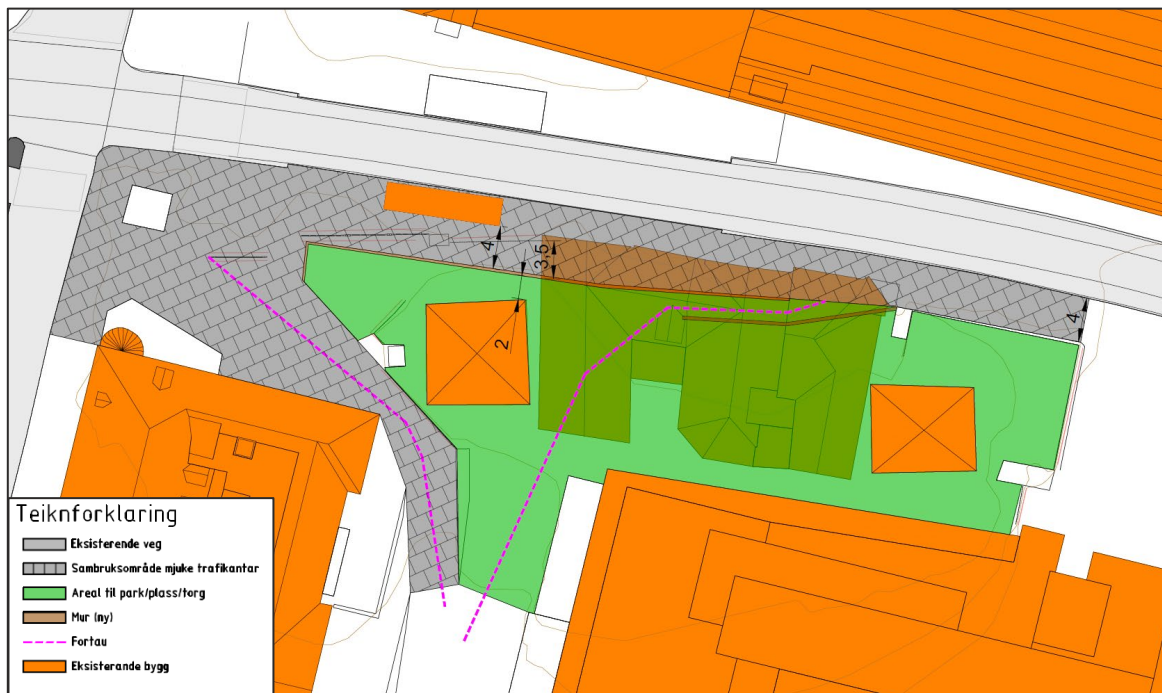 4
3,5
2
4
Teiknforklaring
Eksisterende veg
Sambruksområde mjuke trafikantar
Areal til park/plass/torg
Mur (ny)
Fortau
Eksisterande bygg